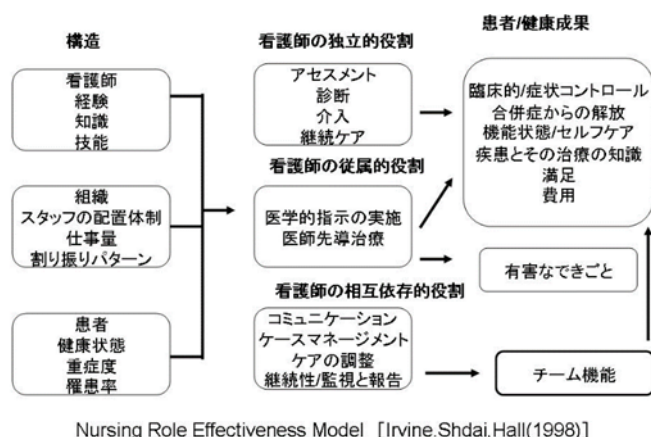 構造
看護師
経験
知識
技能
組織
スタッフの配置体制
仕事量
割り振りパターン
患者
健康状態
重症度
罹患率
看護師の独立的役割
アセスメント
診断
介入
継続ケア
看護師の従属的役割
医学的指示の実施
医師先導治療
看護師の相互依存的役割
コミュニケーション
ケースマネージメント
ケアの調整
継続性/監視と報告
患者/健康成果
臨床的/症状コントロール
合併症からの解放
機能状態/セルフケア
疾患とその治療の知識
満足
費用
有害なできごと
チーム機能
Nursing Role Effectiveness Model [Irvine,Shdai,Hall(1998)]